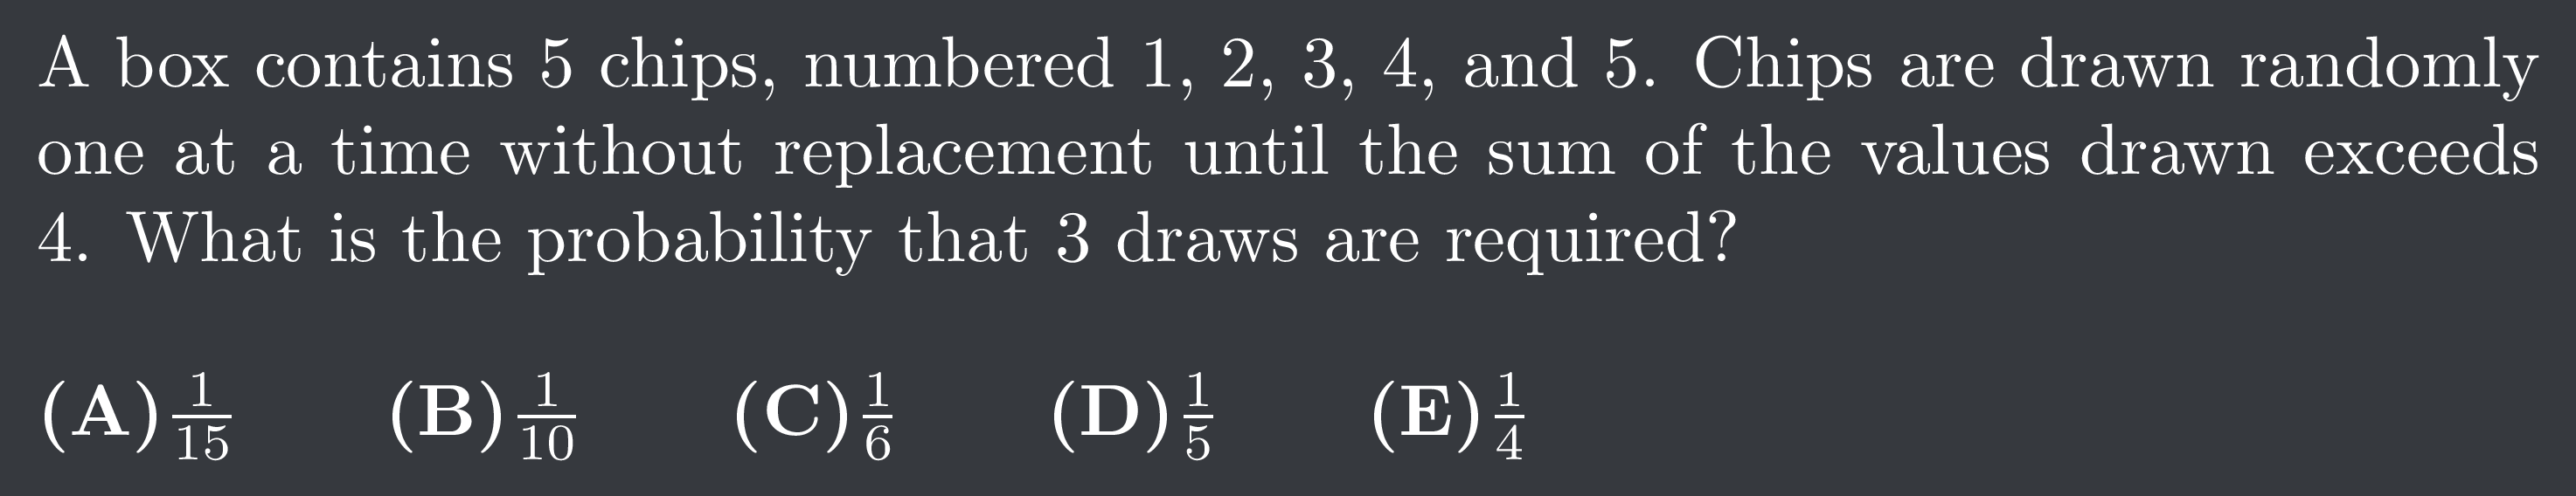 A box contains 5 chips, numbered 1, 2, 3, 4, and 5. Chips are drawn randomly
one at a time without replacement until the sum of the values drawn exceeds
4. What is the probability that 3 draws are required?
(A) 1/15 (B) 1/10 (C) 1/6 (D) 1/5 (E) 1/4